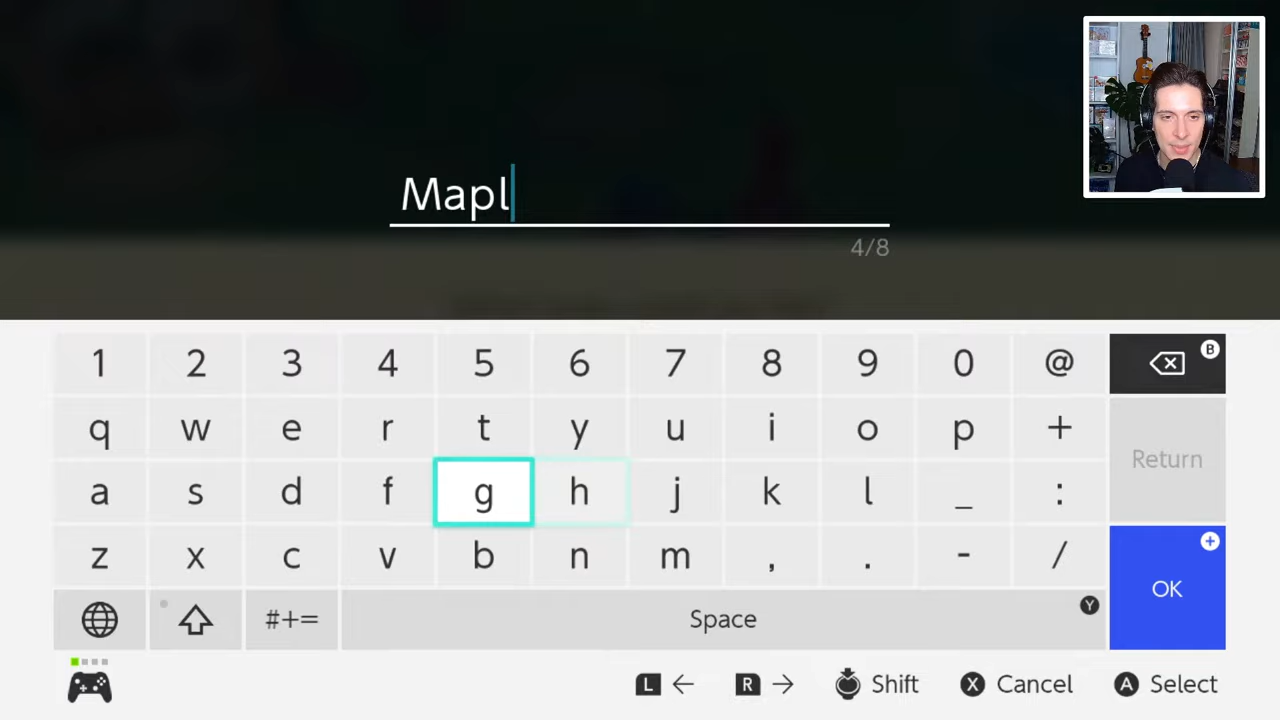 Mapl
4/8
1 2 3 4 5 6 7 8 9 0 @ B
q w e r t y u i o p + Return
a s d f g h j k l _ :
z x c v b n m , . - / + OK
#+= Space Y
L ← R → Shift X Cancel A Select